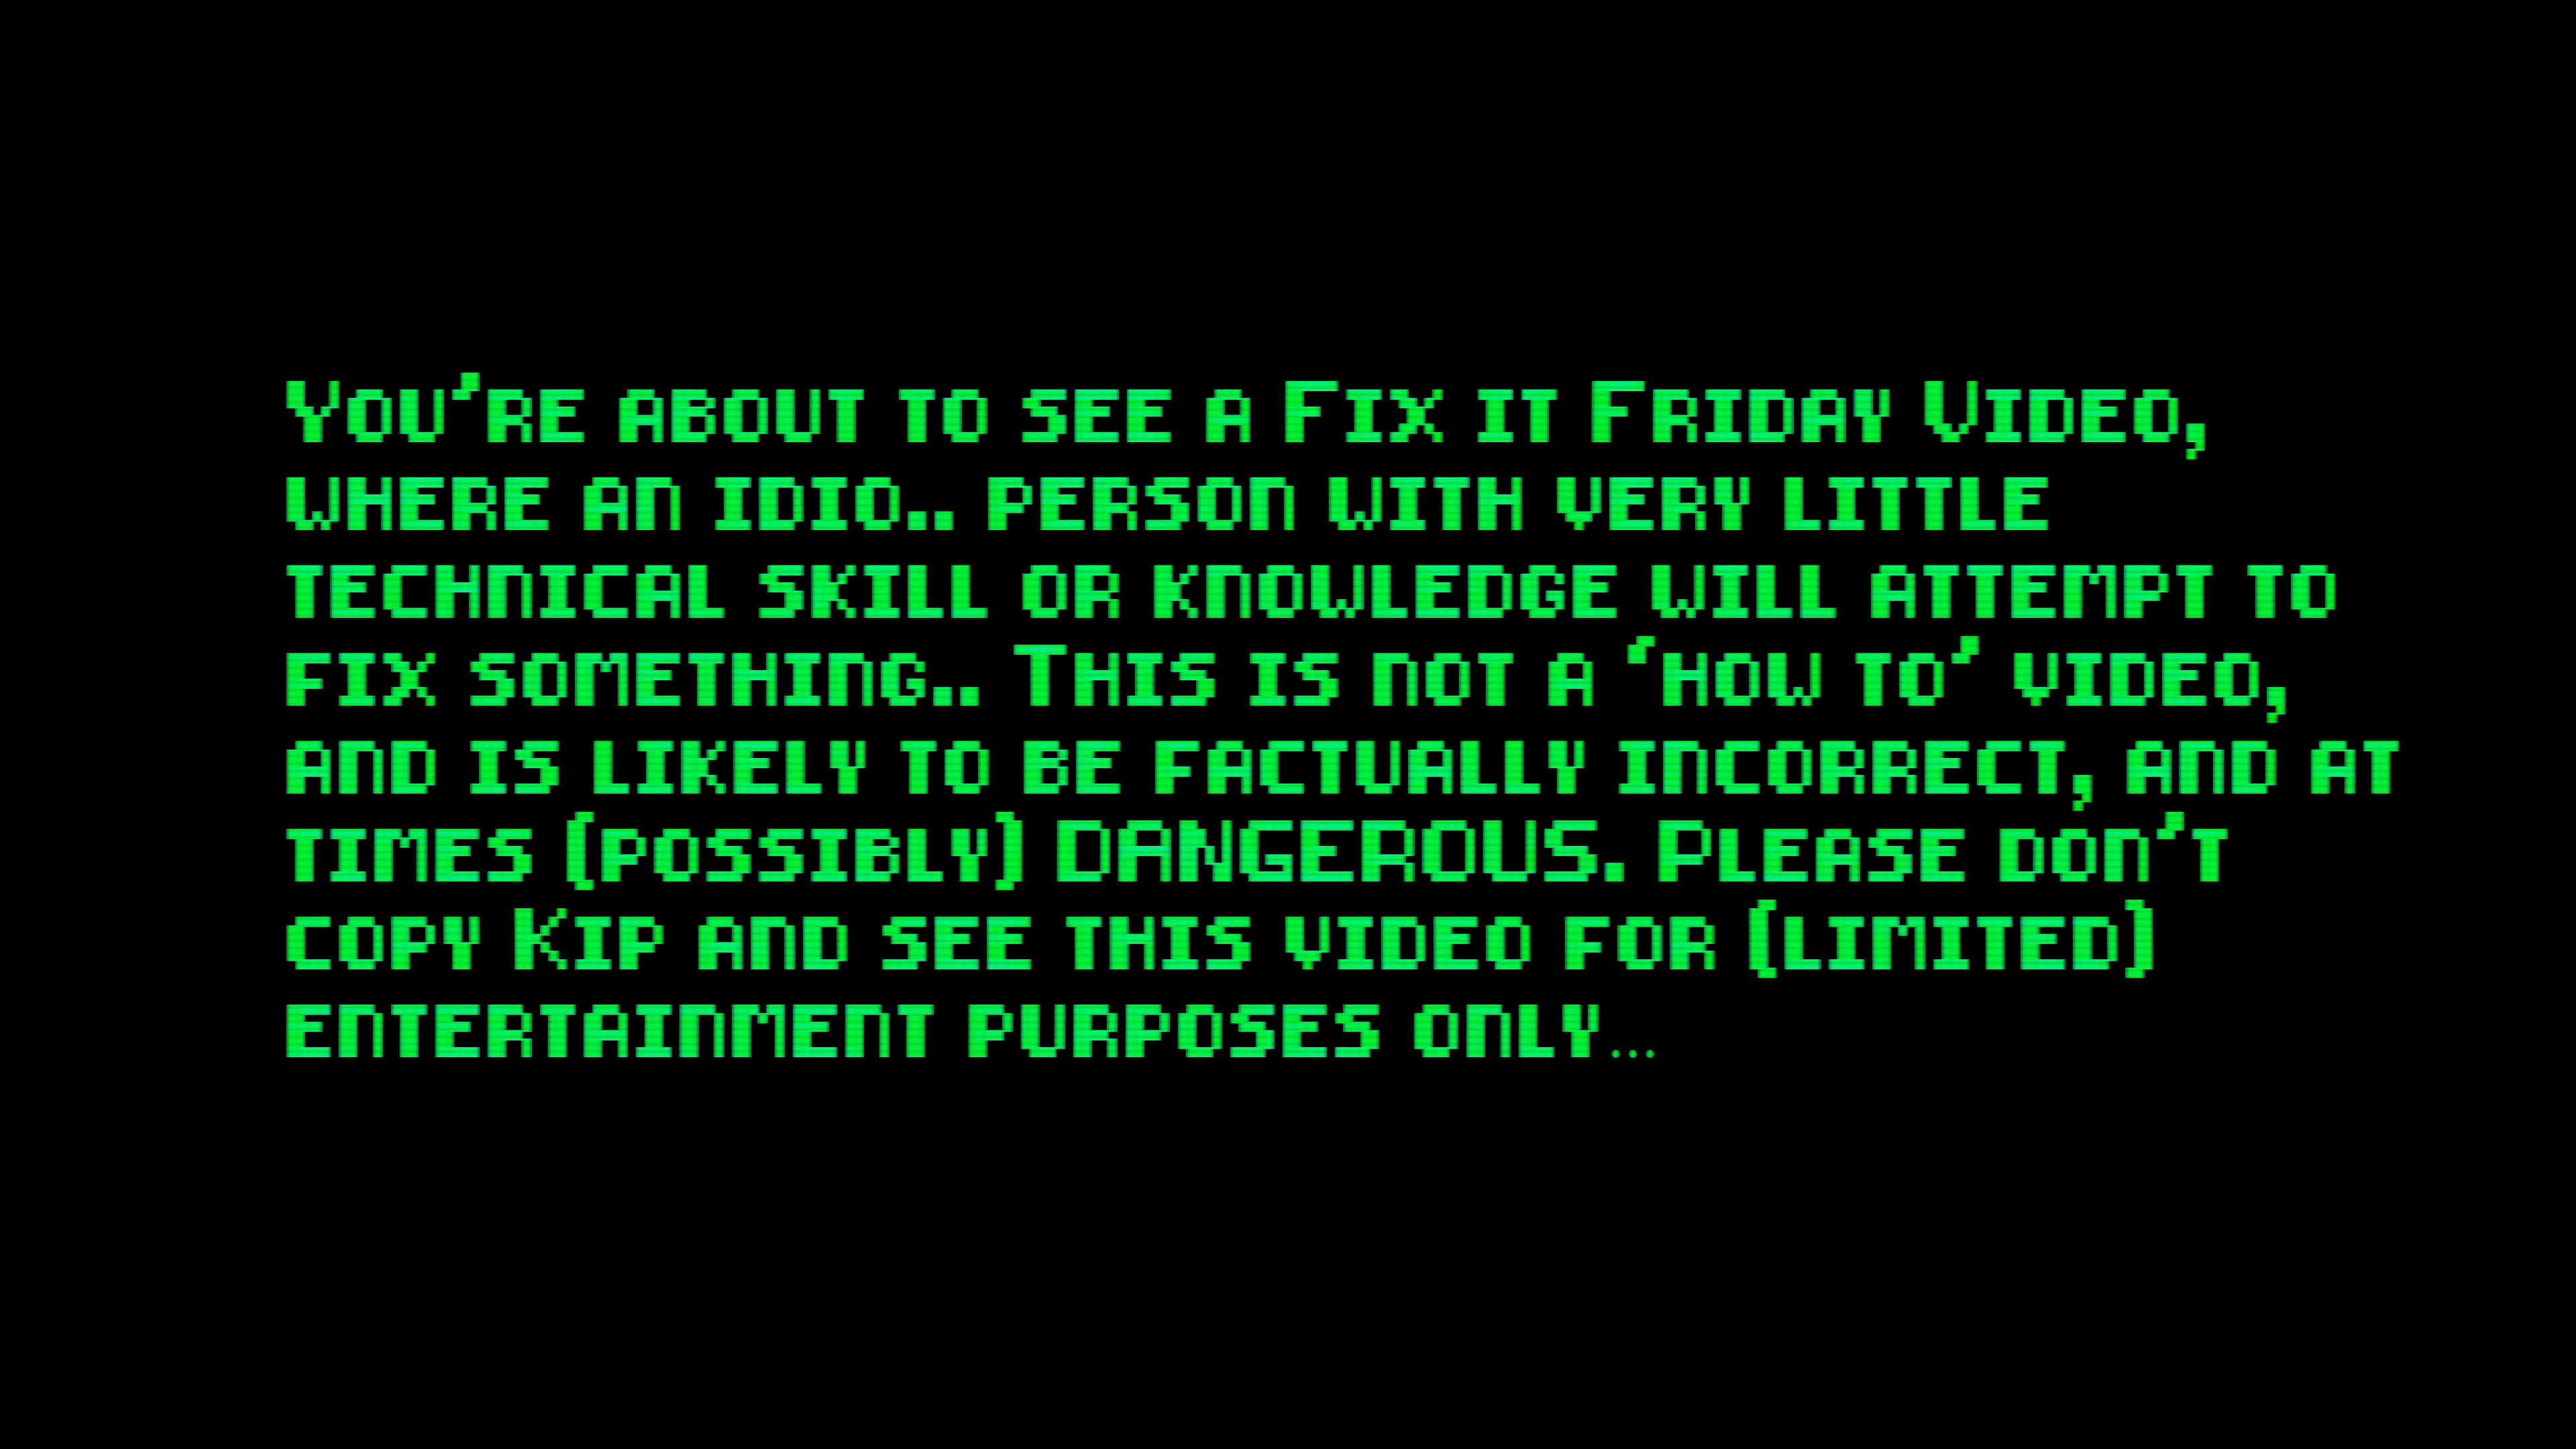 You're about to see a Fix it Friday Video,
where an idio.. person with very little
technical skill or knowledge will attempt to
fix something.. This is not a 'how to' video,
and is likely to be factually incorrect, and at
times (possibly) DANGEROUS. Please don't
copy Kip and see this video for (limited)
entertainment purposes only...